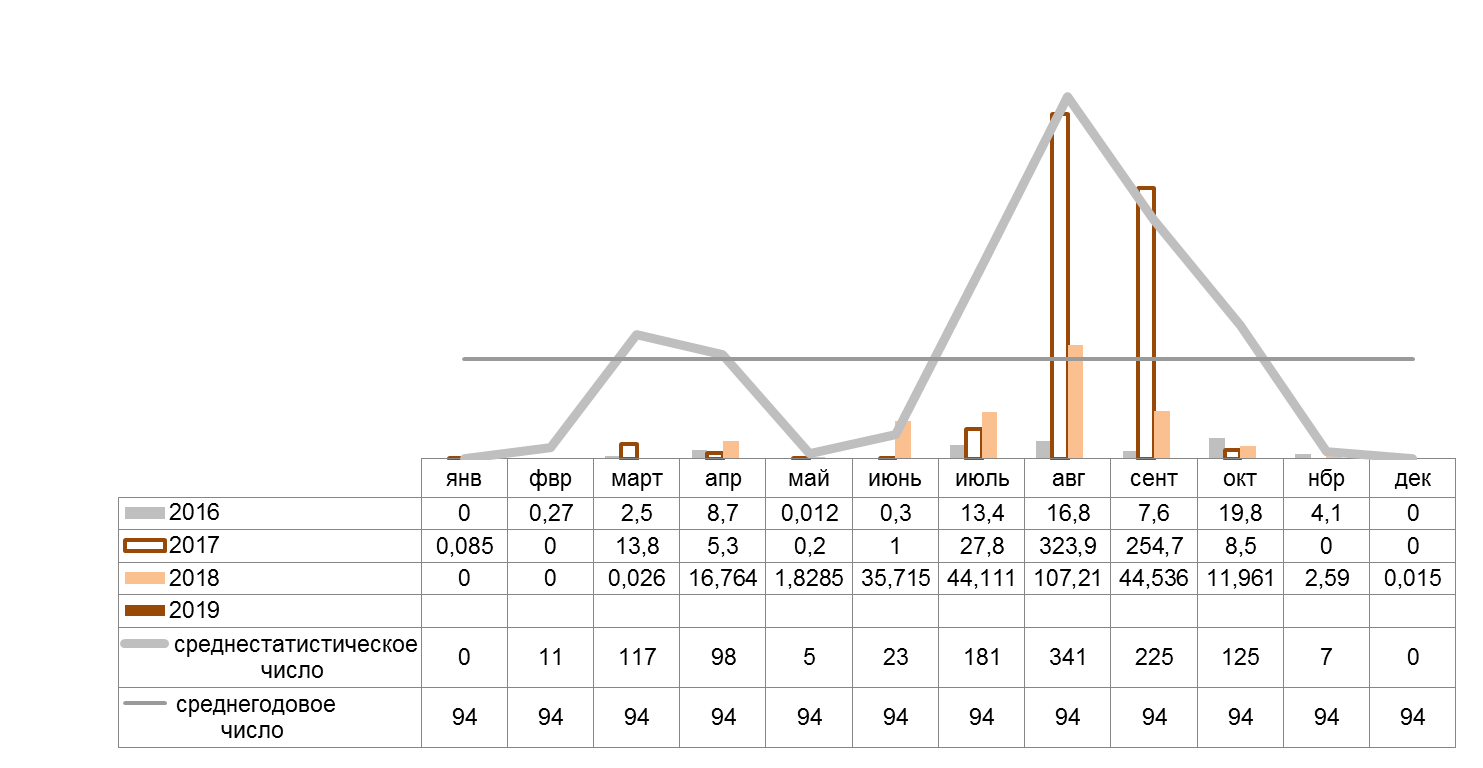 янв фвр март апр май июнь июль авг сент окт нбр дек
2016 0 0,27 2,5 8,7 0,012 0,3 13,4 16,8 7,6 19,8 4,1 0
2017 0,085 0 13,8 5,3 0,2 1 27,8 323,9 254,7 8,5 0 0
2018 0 0 0,026 16,764 1,8285 35,715 44,111 107,21 44,536 11,961 2,59 0,015
2019
среднестатистическое
число 0 11 117 98 5 23 181 341 225 125 7 0
среднегодовое
число 94 94 94 94 94 94 94 94 94 94 94 94